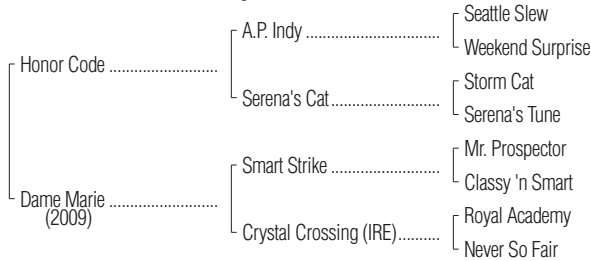 Seattle Slew
A.P. Indy ..............................
Weekend Surprise
Honor Code ........................
Storm Cat
Serena's Cat........................
Serena's Tune
Mr. Prospector
Smart Strike ........................
Classy 'n Smart
Dame Marie ........................
(2009)
Royal Academy
Crystal Crossing (IRE)..........
Never So Fair